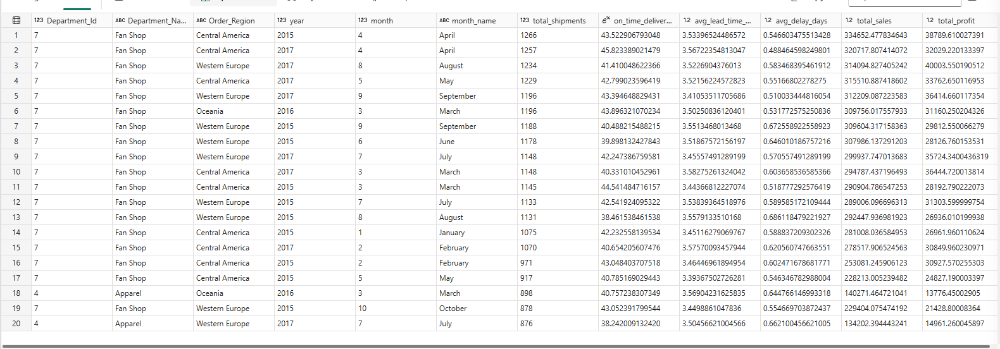 123 Department_Id ABC Department_Na... ABC Order_Region 123 year 123 month ABC month_name 123 total_shipments eˣ on_time_deliver... 1.2 avg_lead_time_... 1.2 avg_delay_days 1.2 total_sales 1.2 total_profit
1 7 Fan Shop Central America 2015 4 April 1266 43.522906793048 3.53396524486572 0.546603475513428 334652.477834643 38789.610027391
2 7 Fan Shop Central America 2017 4 April 1257 45.823389021479 3.56722354813047 0.488464598249801 320717.807414072 32029.220133397
3 7 Fan Shop Western Europe 2017 8 August 1234 41.410048622366 3.5226904376013 0.583468395461912 314094.827405242 40003.550190512
4 7 Fan Shop Central America 2017 5 May 1229 42.799023596419 3.52156224572823 0.55166802278275 315510.887418602 33762.650116953
5 7 Fan Shop Western Europe 2017 9 September 1196 43.394648829431 3.41053511705686 0.510033444816054 312209.087223583 36414.660117354
6 7 Fan Shop Oceania 2016 3 March 1196 43.896321070234 3.50250836120401 0.531772575250836 309756.017557933 31160.250204326
7 7 Fan Shop Western Europe 2015 9 September 1188 40.488215488215 3.5513468013468 0.672558922558923 309604.317158363 29812.550066279
8 7 Fan Shop Western Europe 2015 6 June 1178 39.898132427843 3.51867572156197 0.646010186757216 307986.137291203 28126.760153531
9 7 Fan Shop Western Europe 2017 7 July 1148 42.247386759581 3.45557491289199 0.570557491289199 299937.747013683 35724.3400436319
10 7 Fan Shop Central America 2017 3 March 1148 40.331010452961 3.58275261324042 0.603658536585366 294787.437196493 36444.720013814
11 7 Fan Shop Central America 2015 3 March 1145 44.541484716157 3.44366812227074 0.518777292576419 290904.786547253 28192.790222073
12 7 Fan Shop Western Europe 2015 7 July 1133 42.541924095322 3.53839364518976 0.589585172109444 289006.096696313 31303.599999754
13 7 Fan Shop Western Europe 2015 8 August 1131 38.461538461538 3.5579133510168 0.686118479221927 292447.936981923 26936.010199938
14 7 Fan Shop Central America 2015 1 January 1075 42.232558139534 3.45116279069767 0.588837209302326 281008.036584953 26961.960110624
15 7 Fan Shop Central America 2017 2 February 1070 40.654205607476 3.57570093457944 0.620560747663551 278517.906524563 30849.960230971
16 7 Fan Shop Central America 2015 2 February 971 43.048403707518 3.46446961894954 0.602471678681771 253081.245906123 30927.570255303
17 7 Fan Shop Central America 2015 5 May 917 40.785169029443 3.39367502726281 0.546346782988004 228213.005239482 24827.190003397
18 4 Apparel Oceania 2016 3 March 898 40.757238307349 3.56904231625835 0.644766146993318 140271.464721041 13776.45002905
19 7 Fan Shop Western Europe 2015 10 October 878 43.052391799544 3.4498861047836 0.554669703872437 229404.075474192 21428.80008364
20 4 Apparel Western Europe 2017 7 July 876 38.242009132420 3.50456621004566 0.662100456621005 134202.394443241 14961.260045897